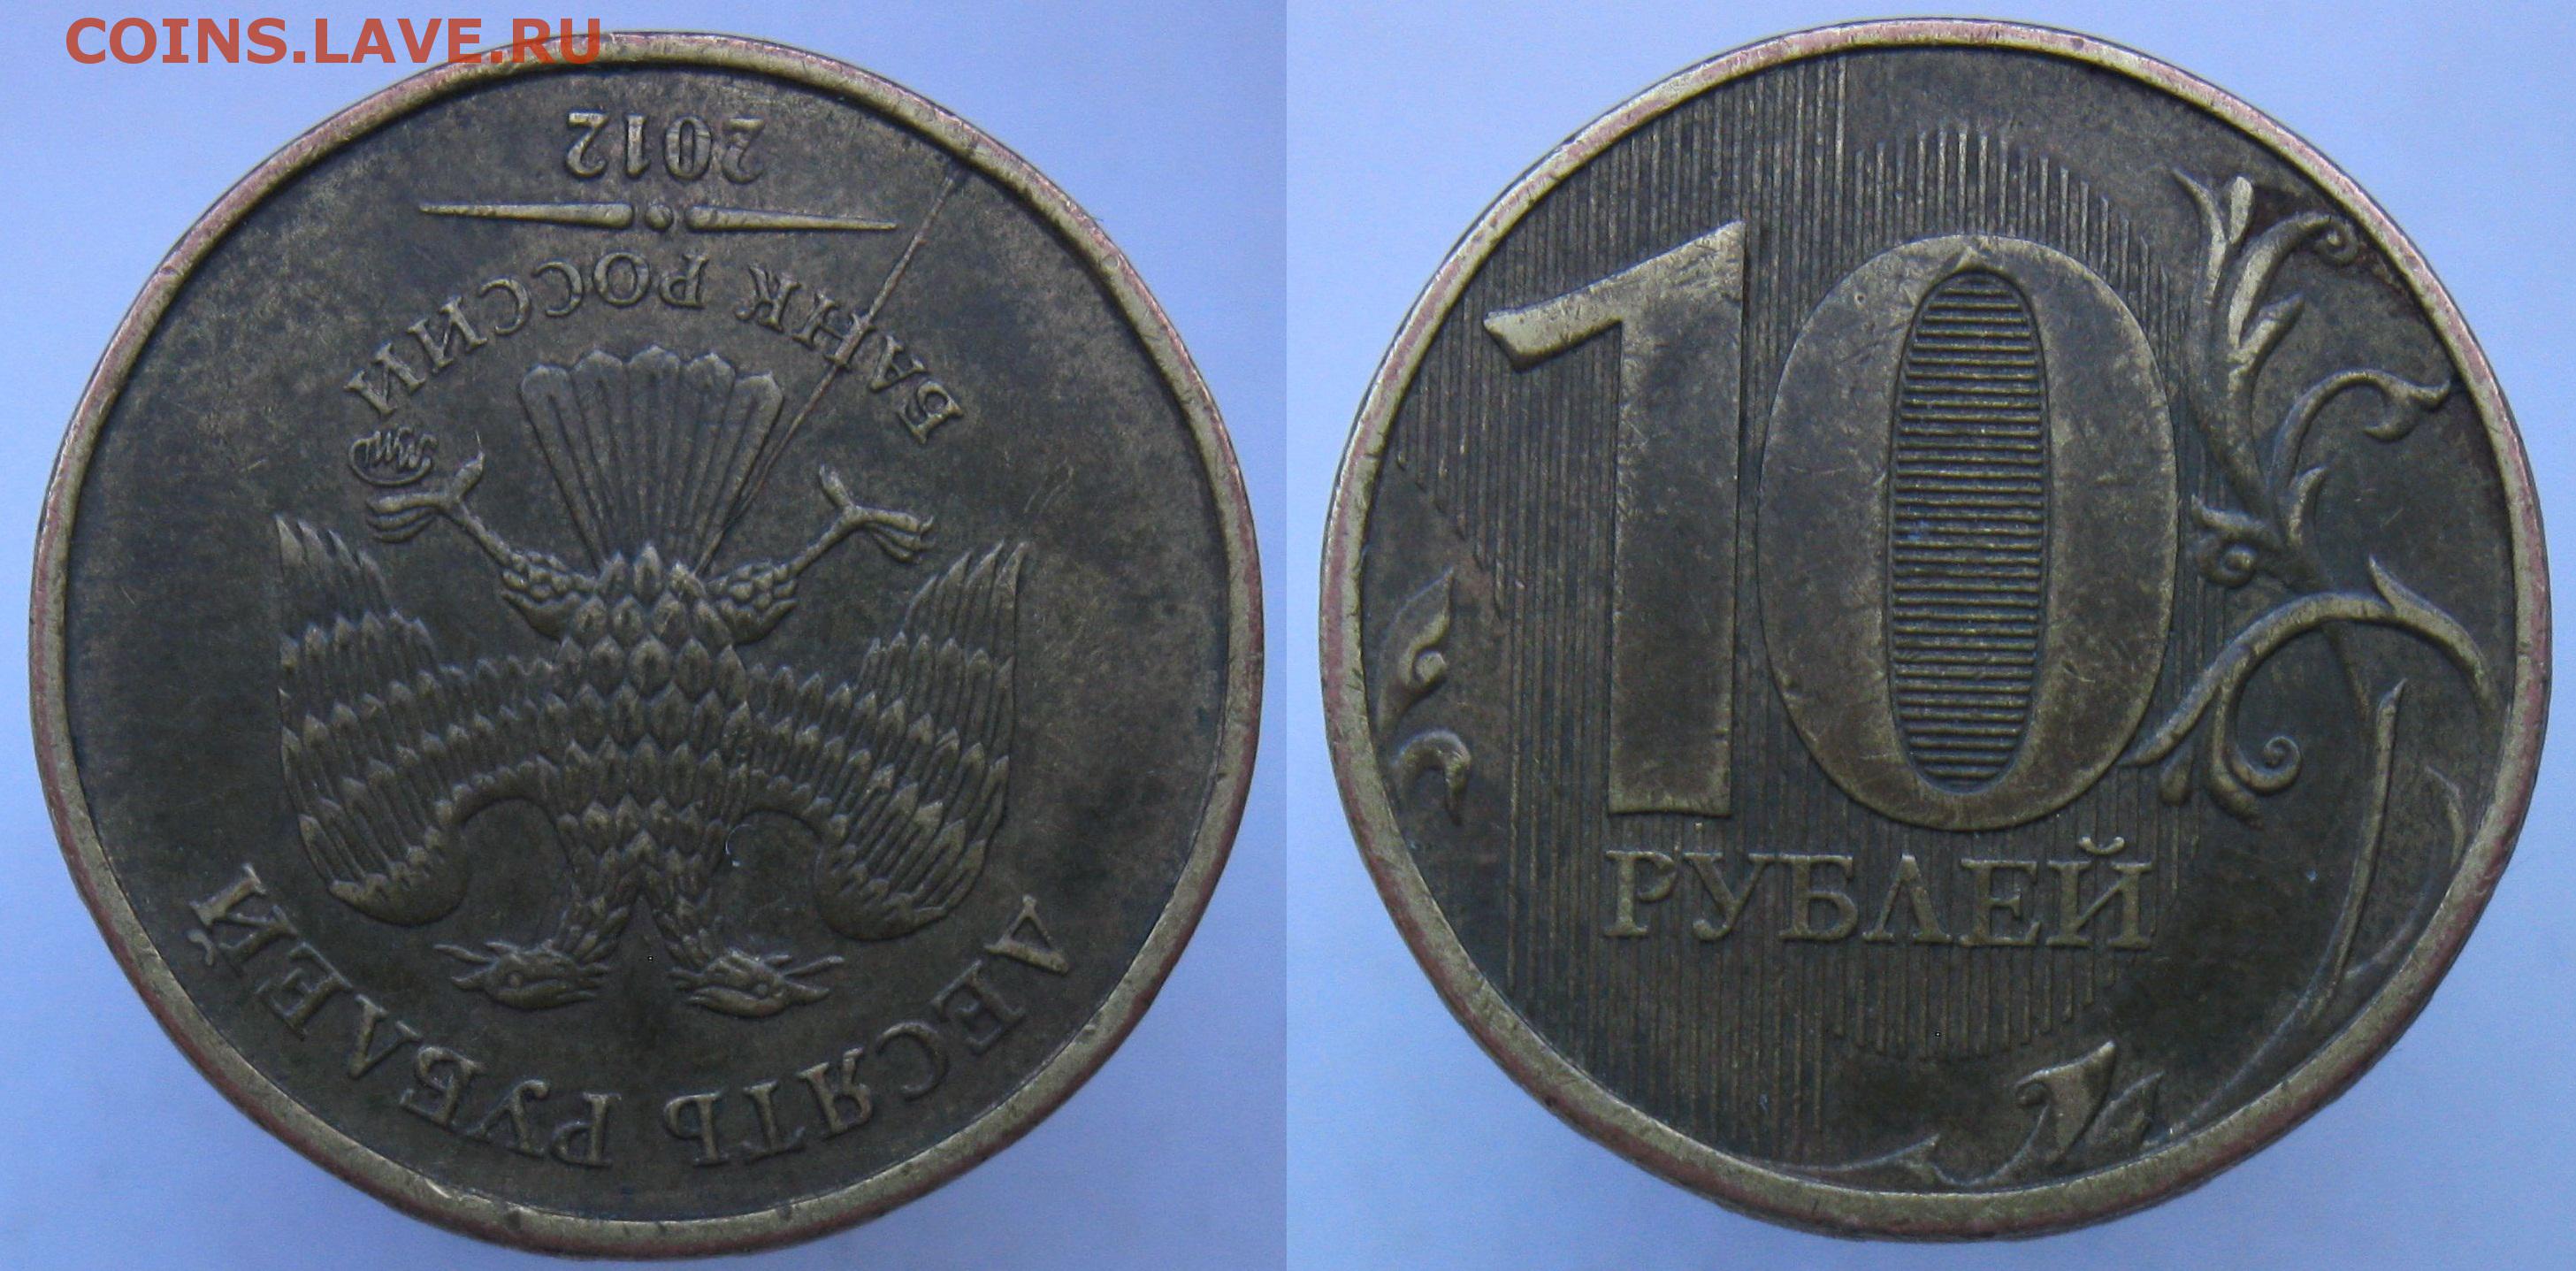 COINS.LAVE.RU
2012
БАНК РОССИИ
ДЕСЯТЬ РУБЛЕЙ
10
РУБЛЕЙ